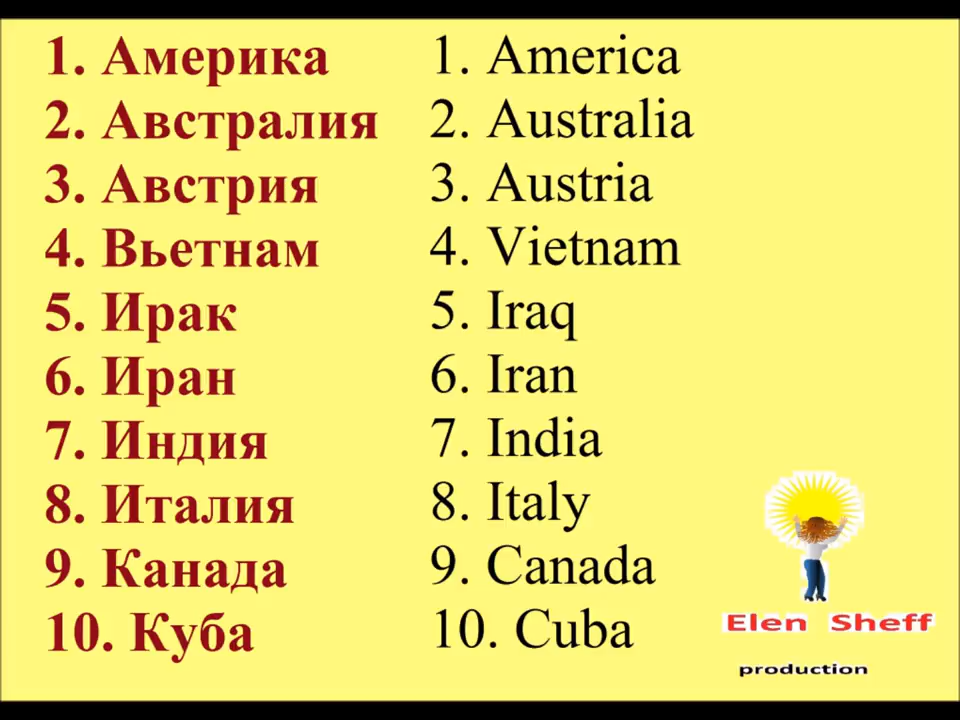 1. Америка
2. Австралия
3. Австрия
4. Вьетнам
5. Ирак
6. Иран
7. Индия
8. Италия
9. Канада
10. Куба
1. America
2. Australia
3. Austria
4. Vietnam
5. Iraq
6. Iran
7. India
8. Italy
9. Canada
10. Cuba
Elen Sheff
production